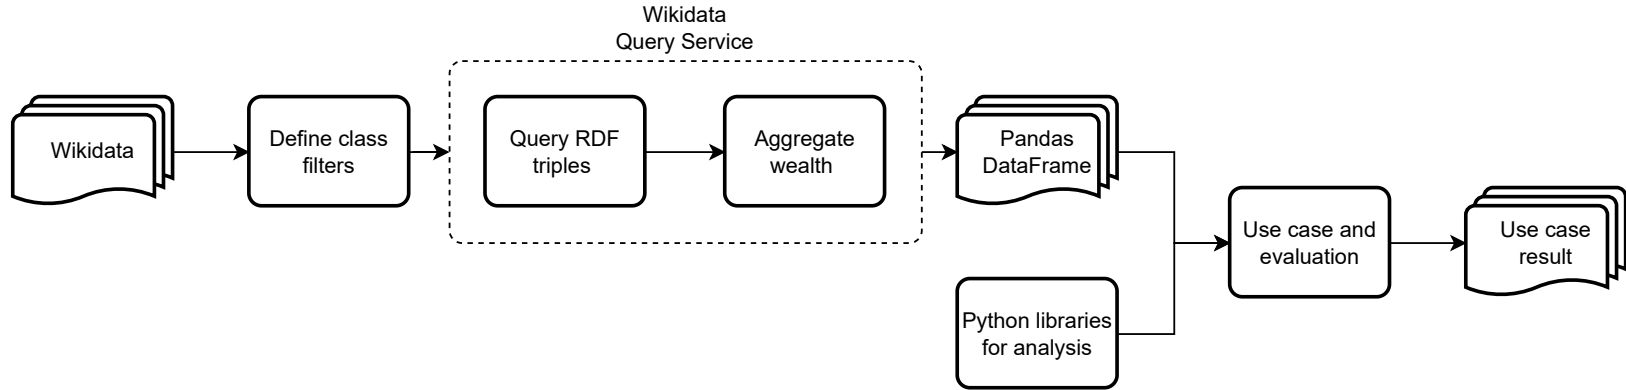 Wikidata
Query Service
Wikidata
Define class
filters
Query RDF
triples
Aggregate
wealth
Pandas
DataFrame
Use case and
evaluation
Use case
result
Python libraries
for analysis